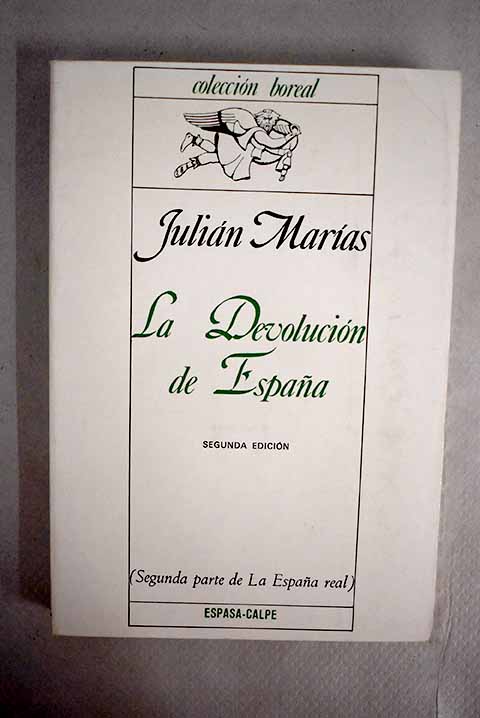 colección boreal
Julián Marías
La Devolución
de España
SEGUNDA EDICIÓN
(Segunda parte de La España real)
ESPASA-CALPE